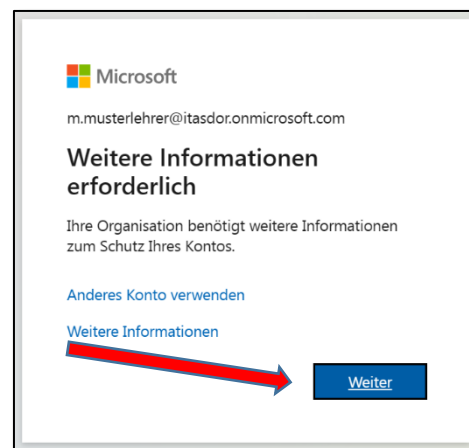 Microsoft
m.musterlehrer@itasdor.onmicrosoft.com
Weitere Informationen
erforderlich
Ihre Organisation benötigt weitere Informationen
zum Schutz Ihres Kontos.
Anderes Konto verwenden
Weitere Informationen
Weiter